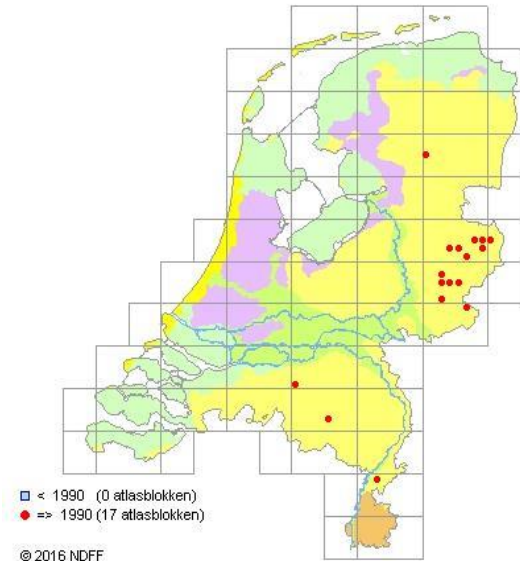 < 1990 (0 atlasblokken)
=> 1990 (17 atlasblokken)
© 2016 NDFF